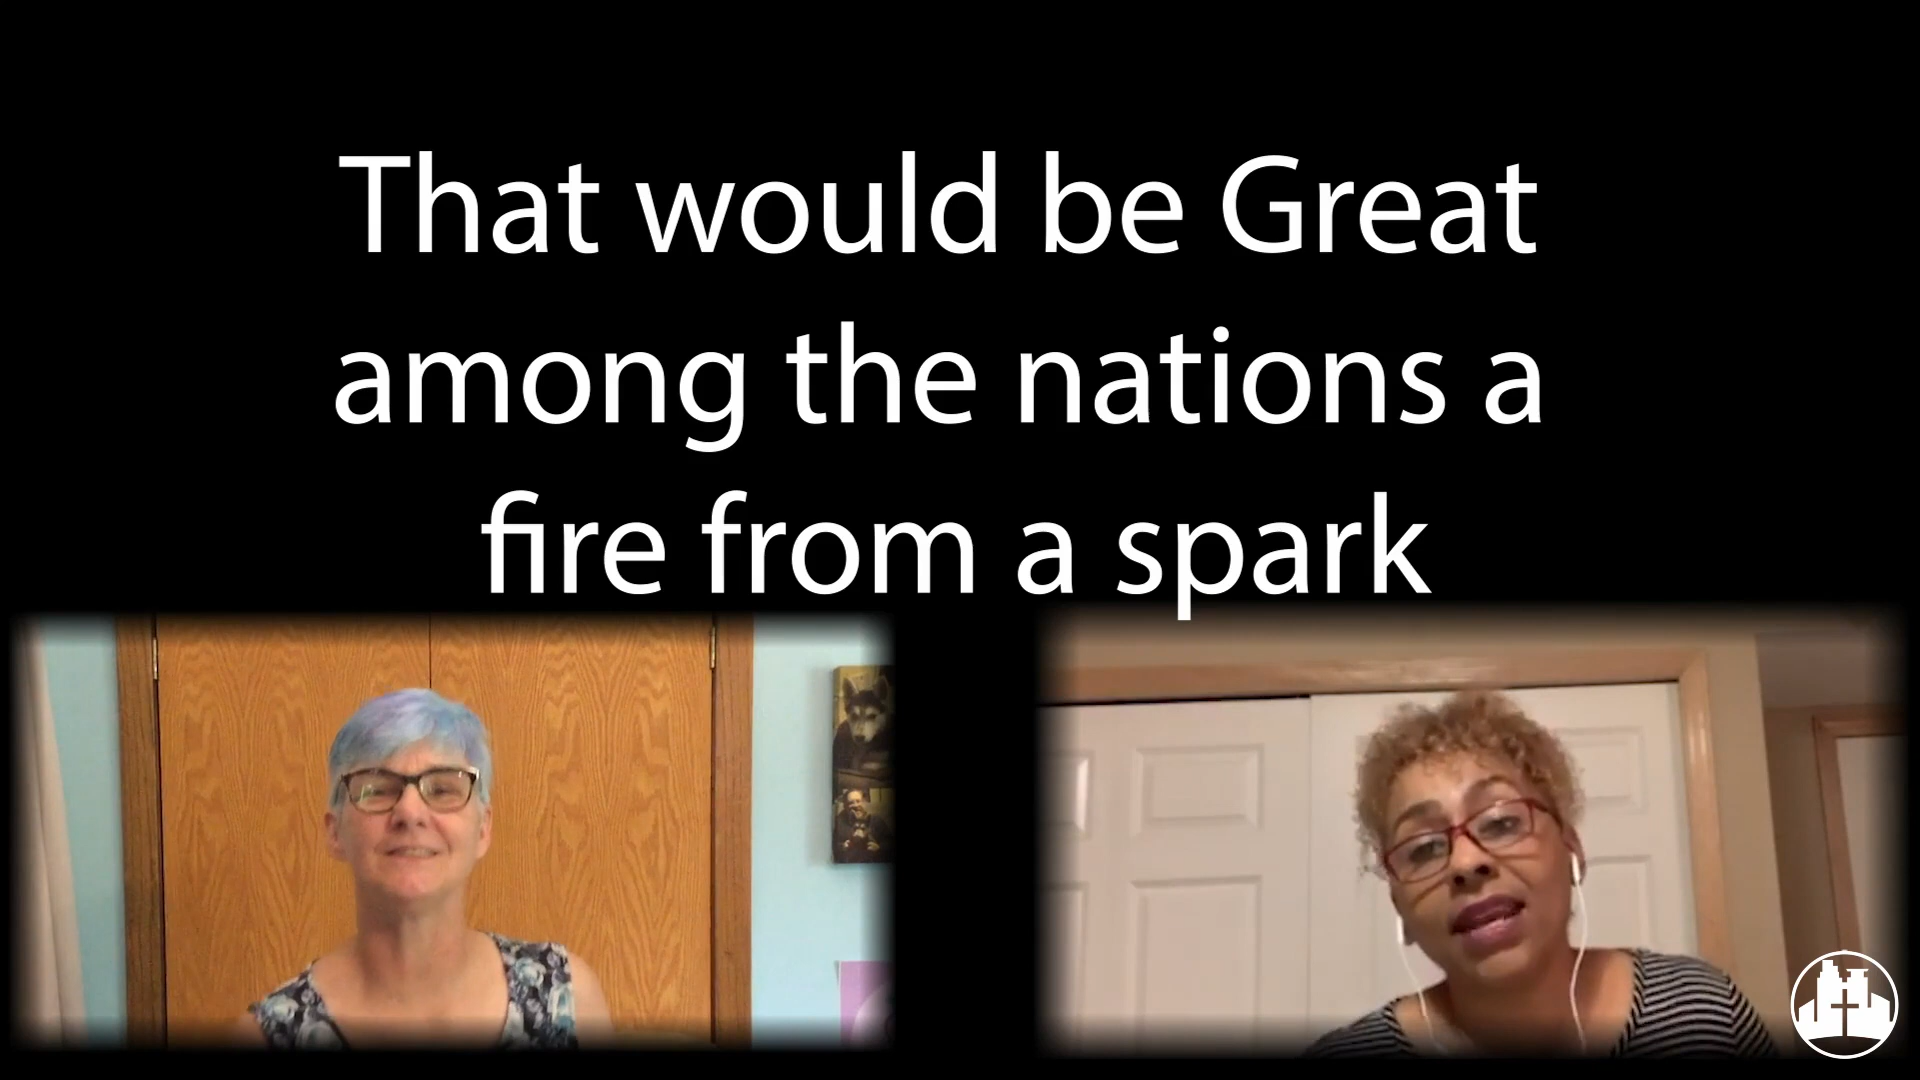 That would be Great
among the nations a
fire from a spark